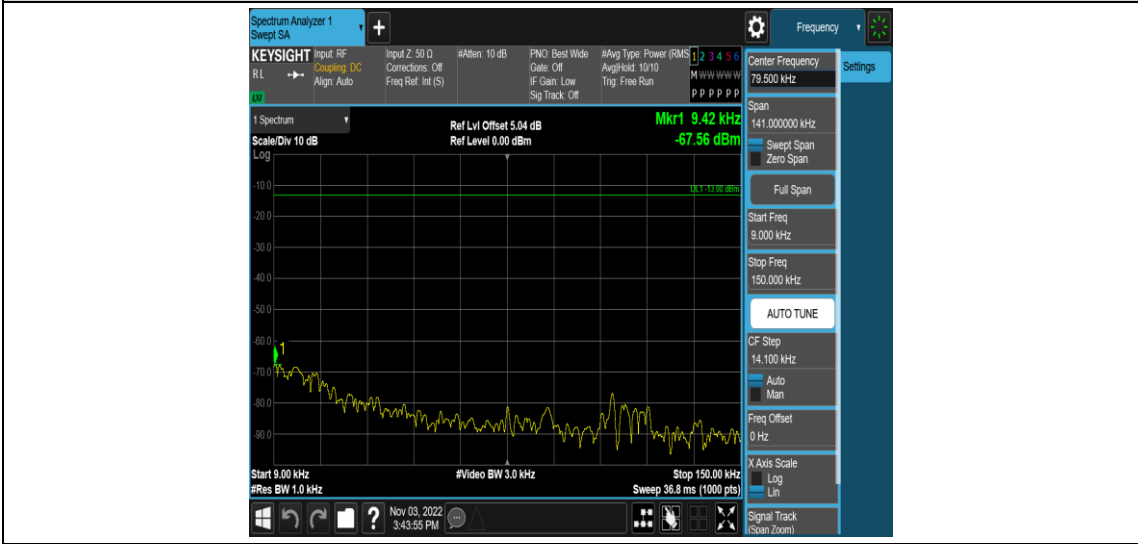 Spectrum Analyzer 1
Swept SA
+
Frequency
KEYSIGHT
RL
LXI
Input: RF
Coupling: DC
Align: Auto
Input Z: 50 Ω
Corrections: Off
Freq Ref: Int (S)
#Atten: 10 dB
PNO: Best Wide
Gate: Off
IF Gain: Low
Sig Track: Off
#Avg Type: Power (RMS
Avg|Hold: 10/10
Trig: Free Run
1 2 3 4 5 6
M W W W W W
P P P P P P
1 Spectrum
Scale/Div 10 dB
Log
Ref Lvl Offset 5.04 dB
Ref Level 0.00 dBm
Mkr1 9.42 kHz
-67.56 dBm
DL1 -13.00 dBm
-10.0
-20.0
-30.0
-40.0
-50.0
-60.0
-70.0
-80.0
-90.0
1
Start 9.00 kHz
#Res BW 1.0 kHz
#Video BW 3.0 kHz
Stop 150.00 kHz
Sweep 36.8 ms (1000 pts)
?
Nov 03, 2022
3:43:55 PM
Center Frequency
79.500 kHz
Settings
Span
141.000000 kHz
Swept Span
Zero Span
Full Span
Start Freq
9.000 kHz
Stop Freq
150.000 kHz
AUTO TUNE
CF Step
14.100 kHz
Auto
Man
Freq Offset
0 Hz
X Axis Scale
Log
Lin
Signal Track
(Span Zoom)